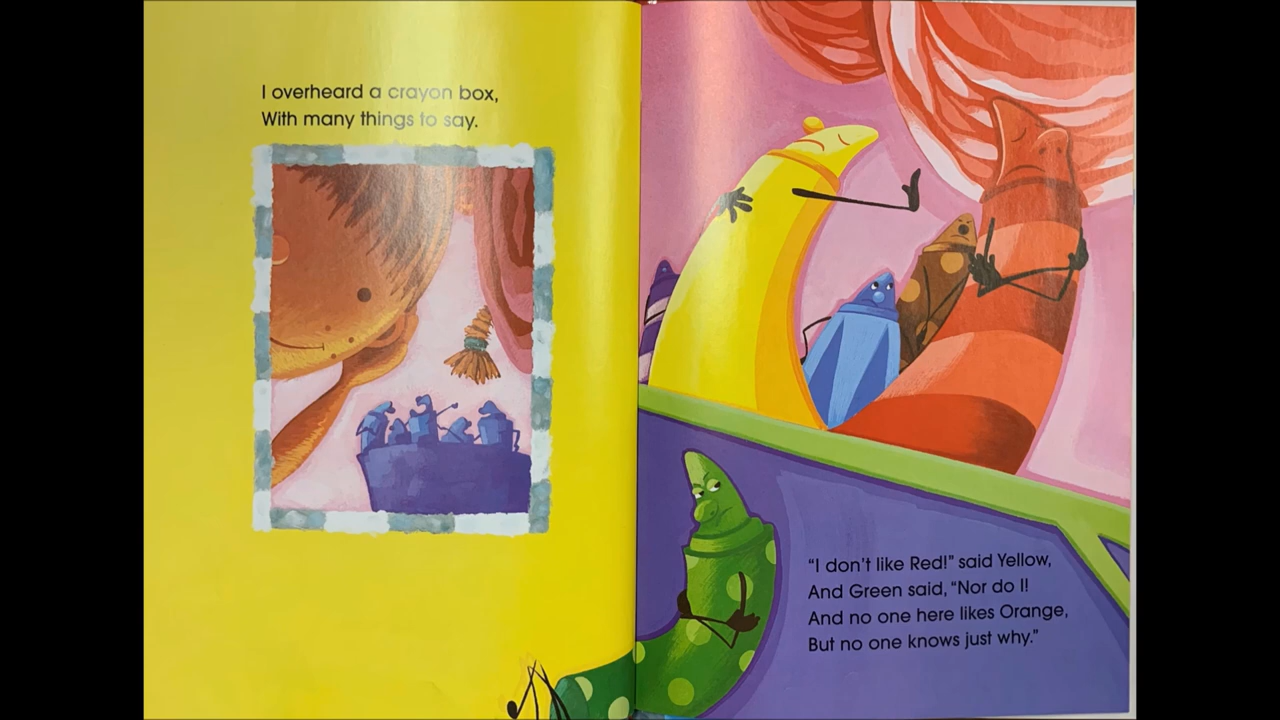 I overheard a crayon box,
With many things to say.
“I don’t like Red!” said Yellow,
And Green said, “Nor do I!
And no one here likes Orange,
But no one knows just why.”